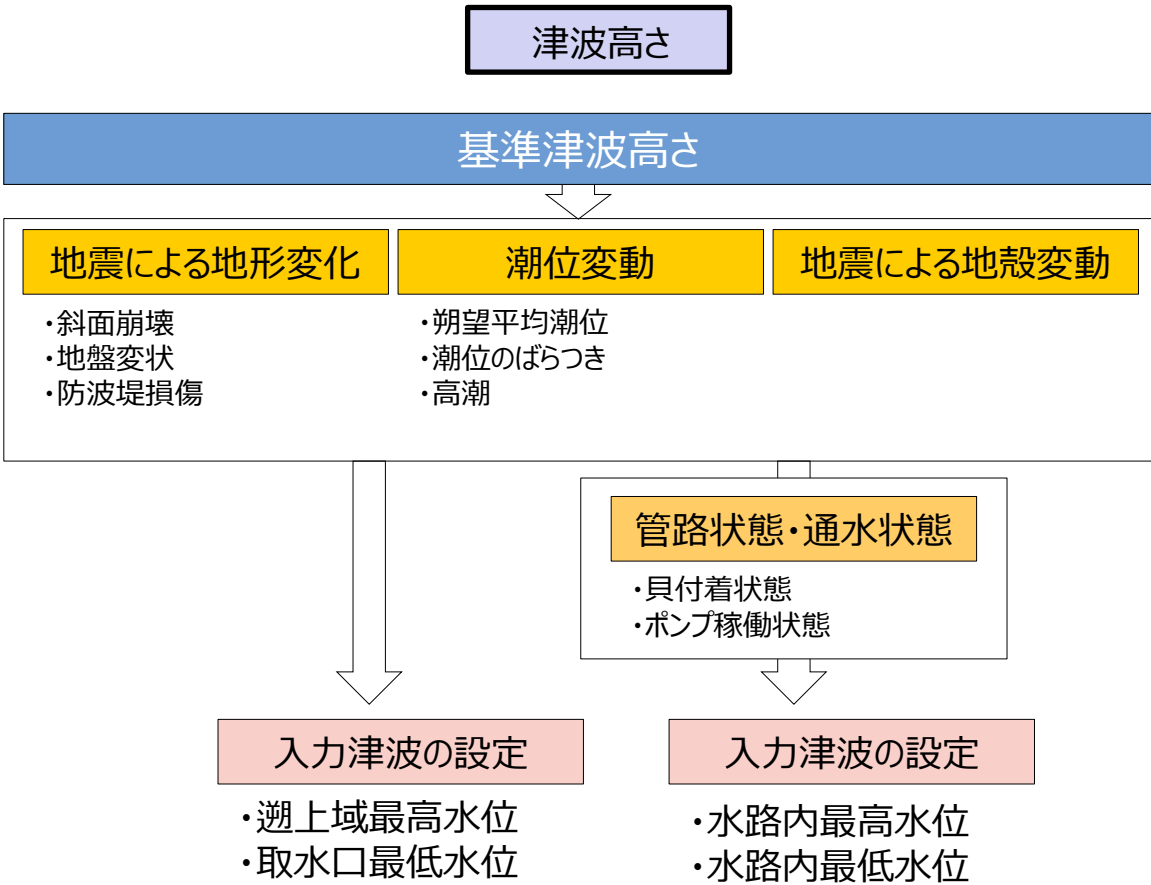 津波高さ
基準津波高さ
地震による地形変化
・斜面崩壊
・地盤変状
・防波堤損傷
潮位変動
・朔望平均潮位
・潮位のばらつき
・高潮
地震による地殻変動
管路状態・通水状態
・貝付着状態
・ポンプ稼働状態
入力津波の設定
・遡上域最高水位
・取水口最低水位
入力津波の設定
・水路内最高水位
・水路内最低水位